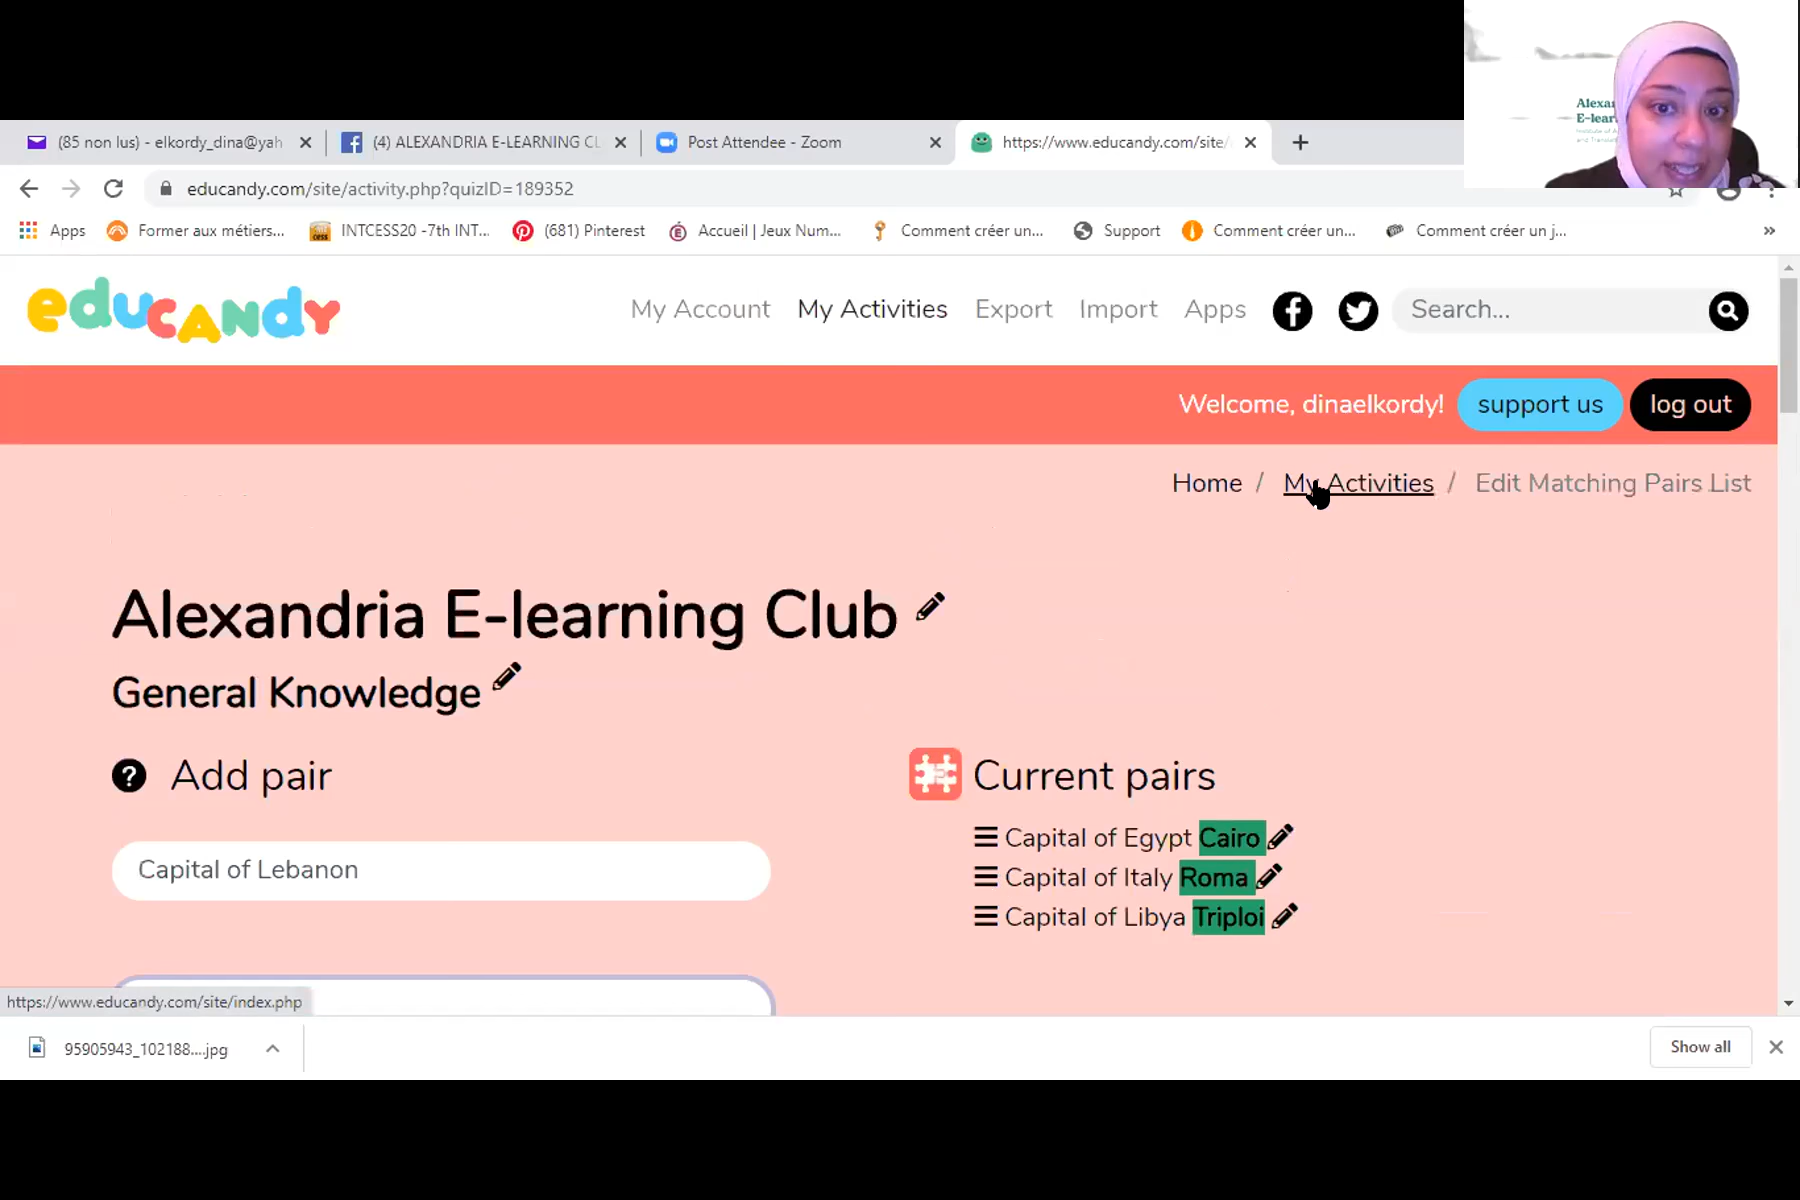 Alexa
E-lear
(85 non lus) - elkordy_dina@yah
(4) ALEXANDRIA E-LEARNING CL
Post Attendee - Zoom
https://www.educandy.com/site/
educandy.com/site/activity.php?quizID=189352
Apps
Former aux métiers...
INTCESS20 -7th INT...
(681) Pinterest
Accueil | Jeux Num...
Comment créer un...
Support
Comment créer un...
Comment créer un j...
educandy
My Account
My Activities
Export
Import
Apps
Search...
Welcome, dinaelkordy!
support us
log out
Home / My Activities / Edit Matching Pairs List
Alexandria E-learning Club
General Knowledge
Add pair
Capital of Lebanon
Current pairs
Capital of Egypt Cairo
Capital of Italy Roma
Capital of Libya Triploi
https://www.educandy.com/site/index.php
95905943_102188....jpg
Show all